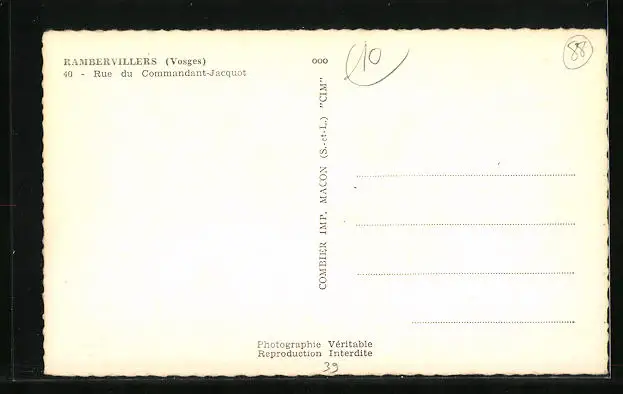 RAMBERVILLERS (Vosges)
40 - Rue du Commandant-Jacquot
ooo
10
88
COMBIER IMP. MACON (S.-et-L.) "CIM"
Photographie Véritable
Reproduction Interdite
39